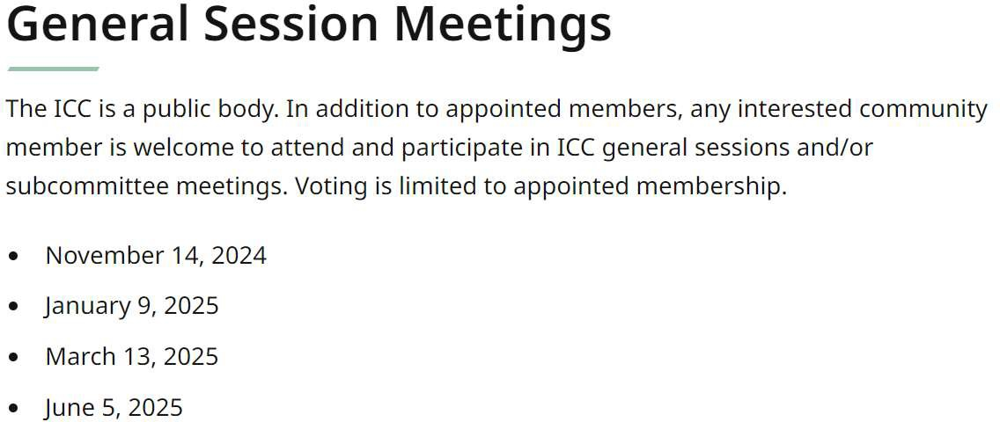 General Session Meetings
The ICC is a public body. In addition to appointed members, any interested community
member is welcome to attend and participate in ICC general sessions and/or
subcommittee meetings. Voting is limited to appointed membership.
• November 14, 2024
• January 9, 2025
• March 13, 2025
• June 5, 2025